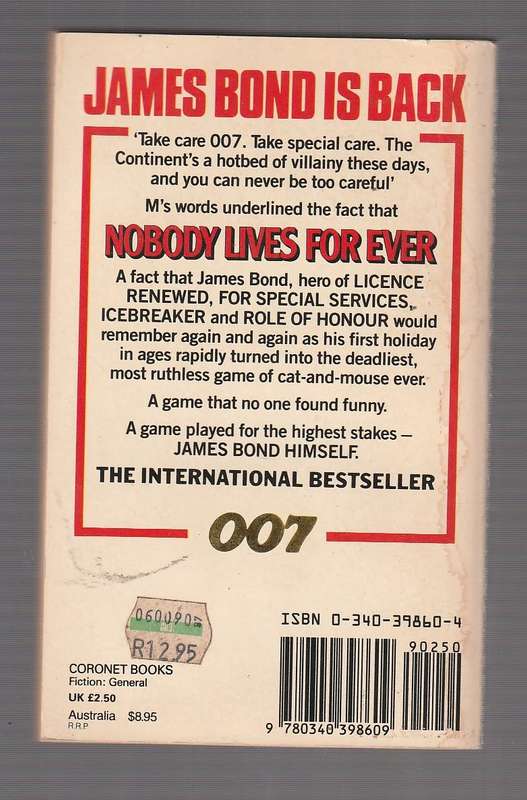 JAMES BOND IS BACK
'Take care 007. Take special care. The
Continent's a hotbed of villainy these days,
and you can never be too careful'
M's words underlined the fact that
NOBODY LIVES FOR EVER
A fact that James Bond, hero of LICENCE
RENEWED, FOR SPECIAL SERVICES,
ICEBREAKER and ROLE OF HONOUR would
remember again and again as his first holiday
in ages rapidly turned into the deadliest,
most ruthless game of cat-and-mouse ever.
A game that no one found funny.
A game played for the highest stakes –
JAMES BOND HIMSELF.
THE INTERNATIONAL BESTSELLER
007
R12.95
CORONET BOOKS
Fiction: General
UK £2.50
Australia $8.95
R.R.P.
ISBN 0-340-39860-4
90250
9 780340 398609